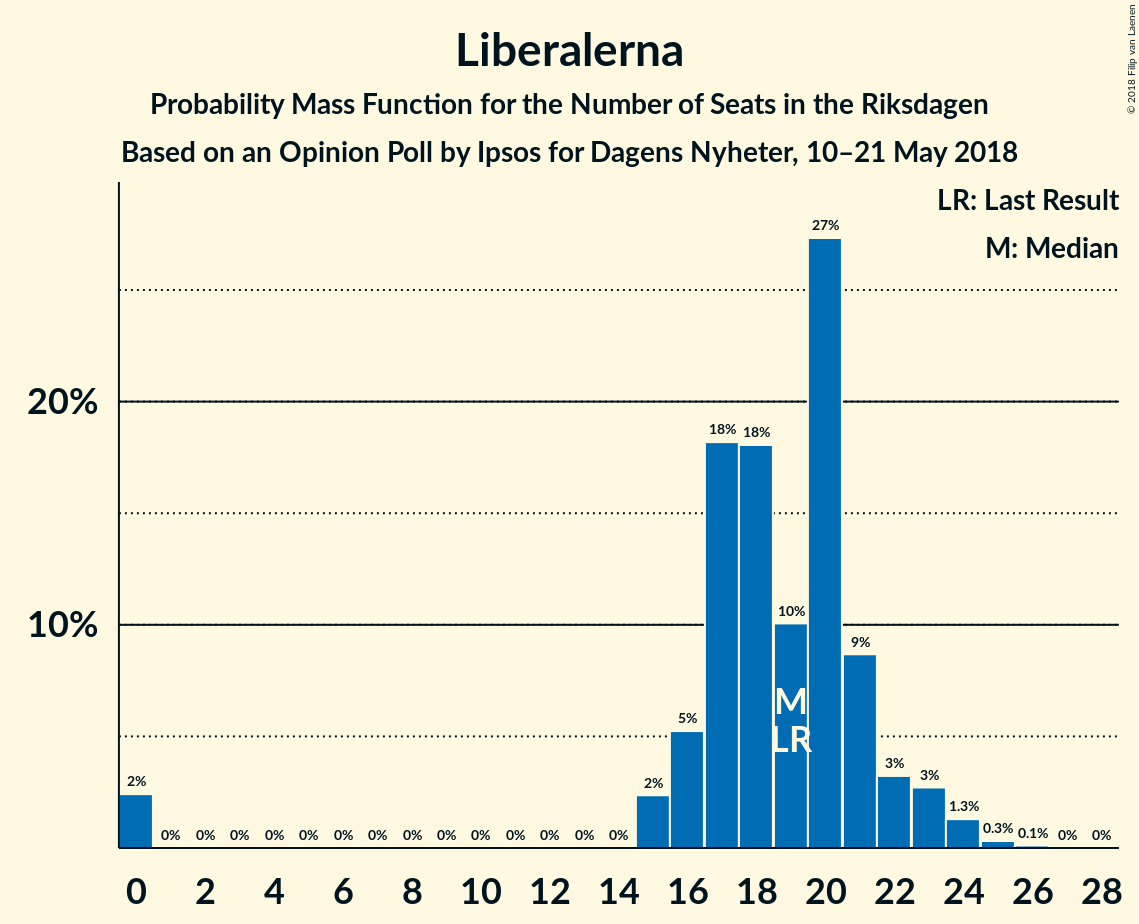 © 2018 Filip van Laenen
Liberalerna
Probability Mass Function for the Number of Seats in the Riksdagen
Based on an Opinion Poll by Ipsos for Dagens Nyheter, 10–21 May 2018
LR: Last Result
M: Median
20%
10%
2% 0% 0% 0% 0% 0% 0% 0% 0% 0% 0% 0% 0% 0% 0% 2% 5% 18% 18% 10% 27% 9% 3% 3% 1.3% 0.3% 0.1% 0% 0%
M
LR
0 2 4 6 8 10 12 14 16 18 20 22 24 26 28